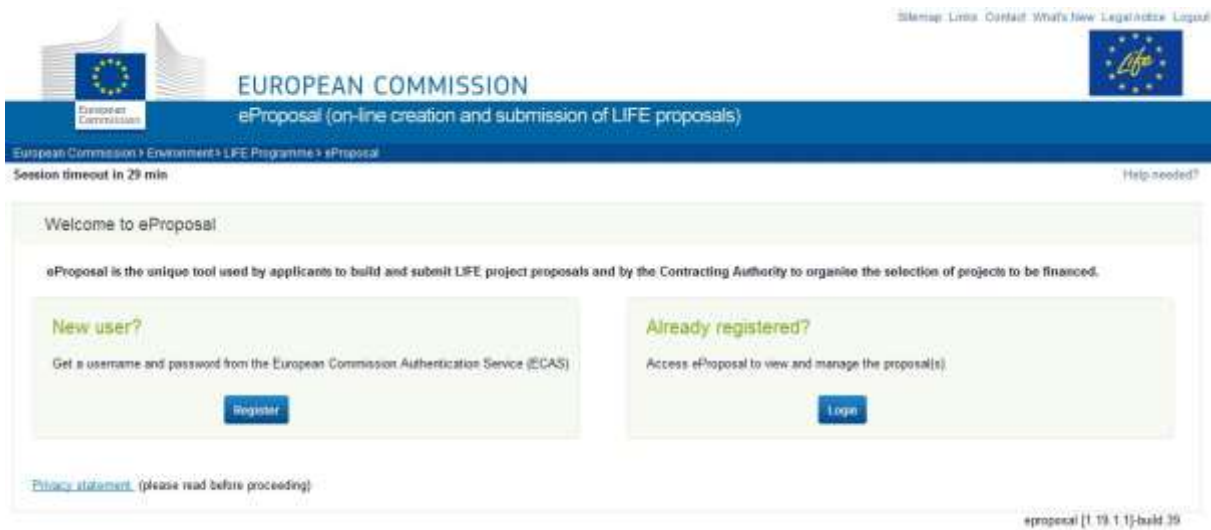 Sitemap Links Contact What's New Legal notice Logout
Life
EUROPEAN COMMISSION
European
Commission
eProposal (on-line creation and submission of LIFE proposals)
European Commission > Environment > LIFE Programme > eProposal
Session timeout in 29 min
Help needed?
Welcome to eProposal
eProposal is the unique tool used by applicants to build and submit LIFE project proposals and by the Contracting Authority to organise the selection of projects to be financed.
New user?
Get a username and password from the European Commission Authentication Service (ECAS)
Register
Already registered?
Access eProposal to view and manage the proposal(s)
Login
Privacy statement (please read before proceeding)
eproposal [1.19.1.1]-build 39